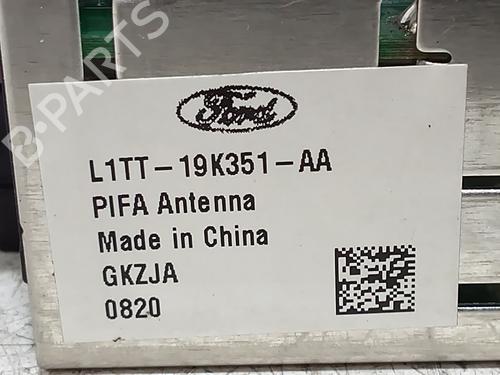 B-PARTS
Ford
L1TT-19K351-AA
PIFA Antenna
Made in China
GKZJA
0820